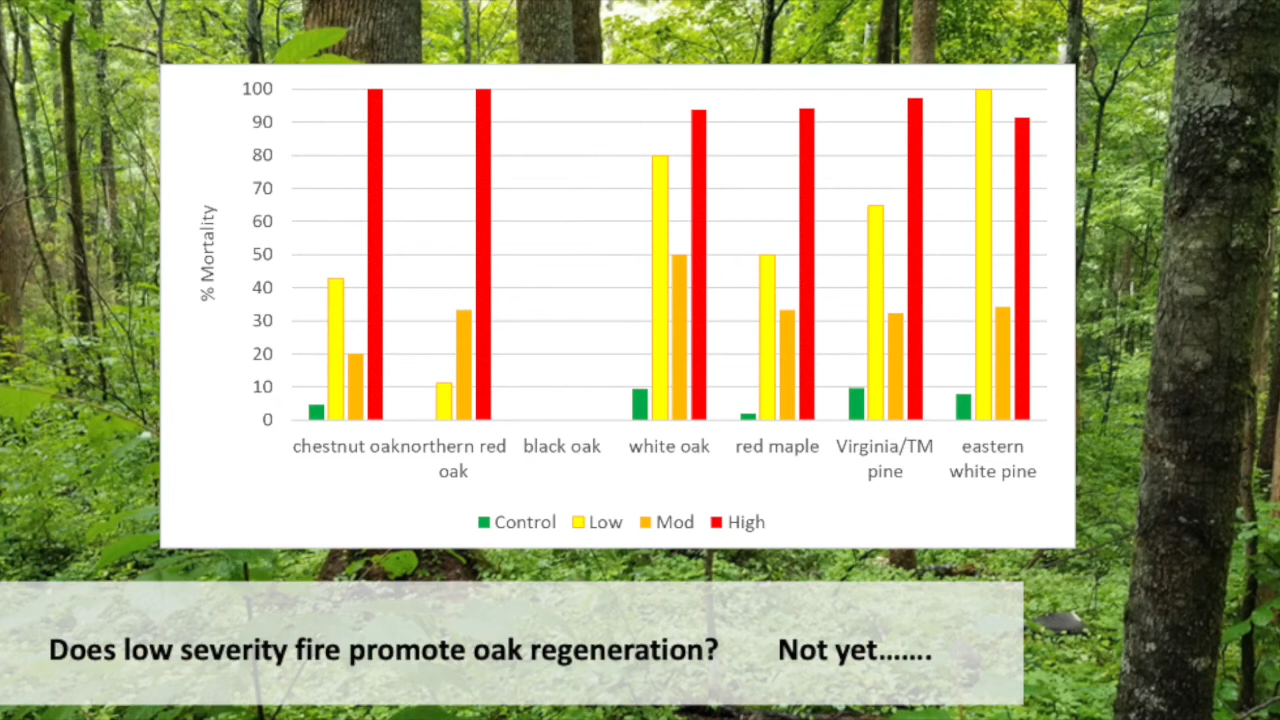 100
90
80
70
60
50
40
30
20
10
0
% Mortality
chestnut oak
northern red
oak
black oak
white oak
red maple
Virginia/TM
pine
eastern
white pine
Control
Low
Mod
High
Does low severity fire promote oak regeneration? Not yet…….